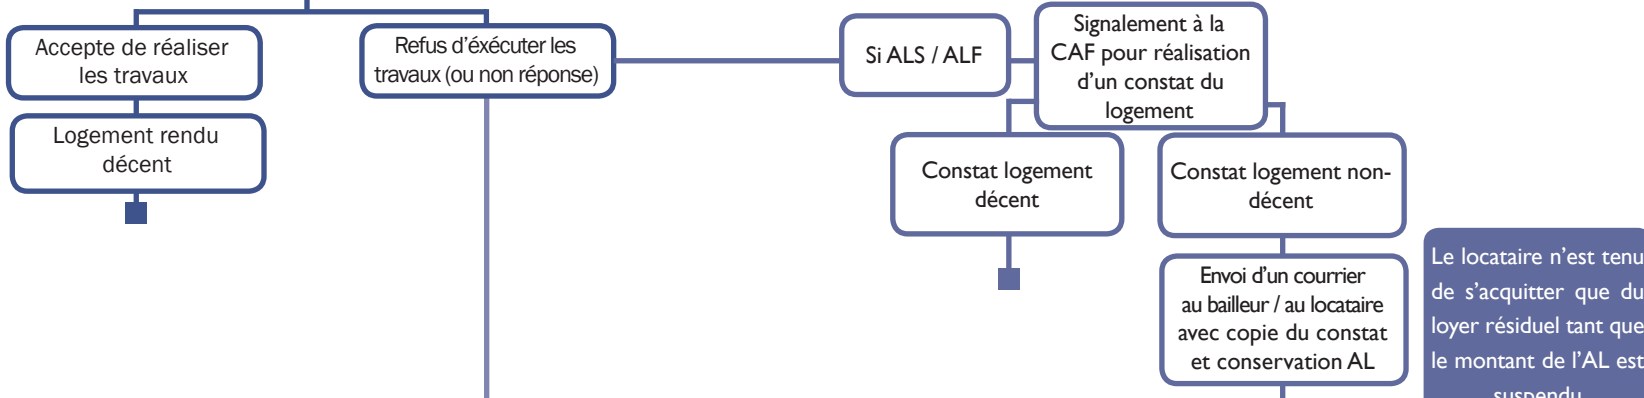 Accepte de réaliser
les travaux
Refus d’éxécuter les
travaux (ou non réponse)
Si ALS / ALF
Signalement à la
CAF pour réalisation
d’un constat du
logement
Logement rendu
décent
Constat logement
décent
Constat logement non-
décent
Envoi d’un courrier
au bailleur / au locataire
avec copie du constat
et conservation AL
Le locataire n’est tenu
de s’acquitter que du
loyer résiduel tant que
le montant de l’AL est
suspendu